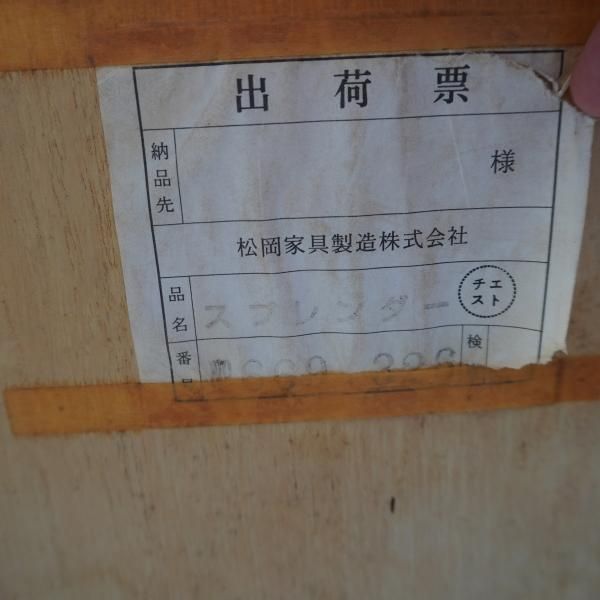 出荷票
納品先
様
松岡家具製造株式会社
品名
スプレンダー
チェスト
番
検